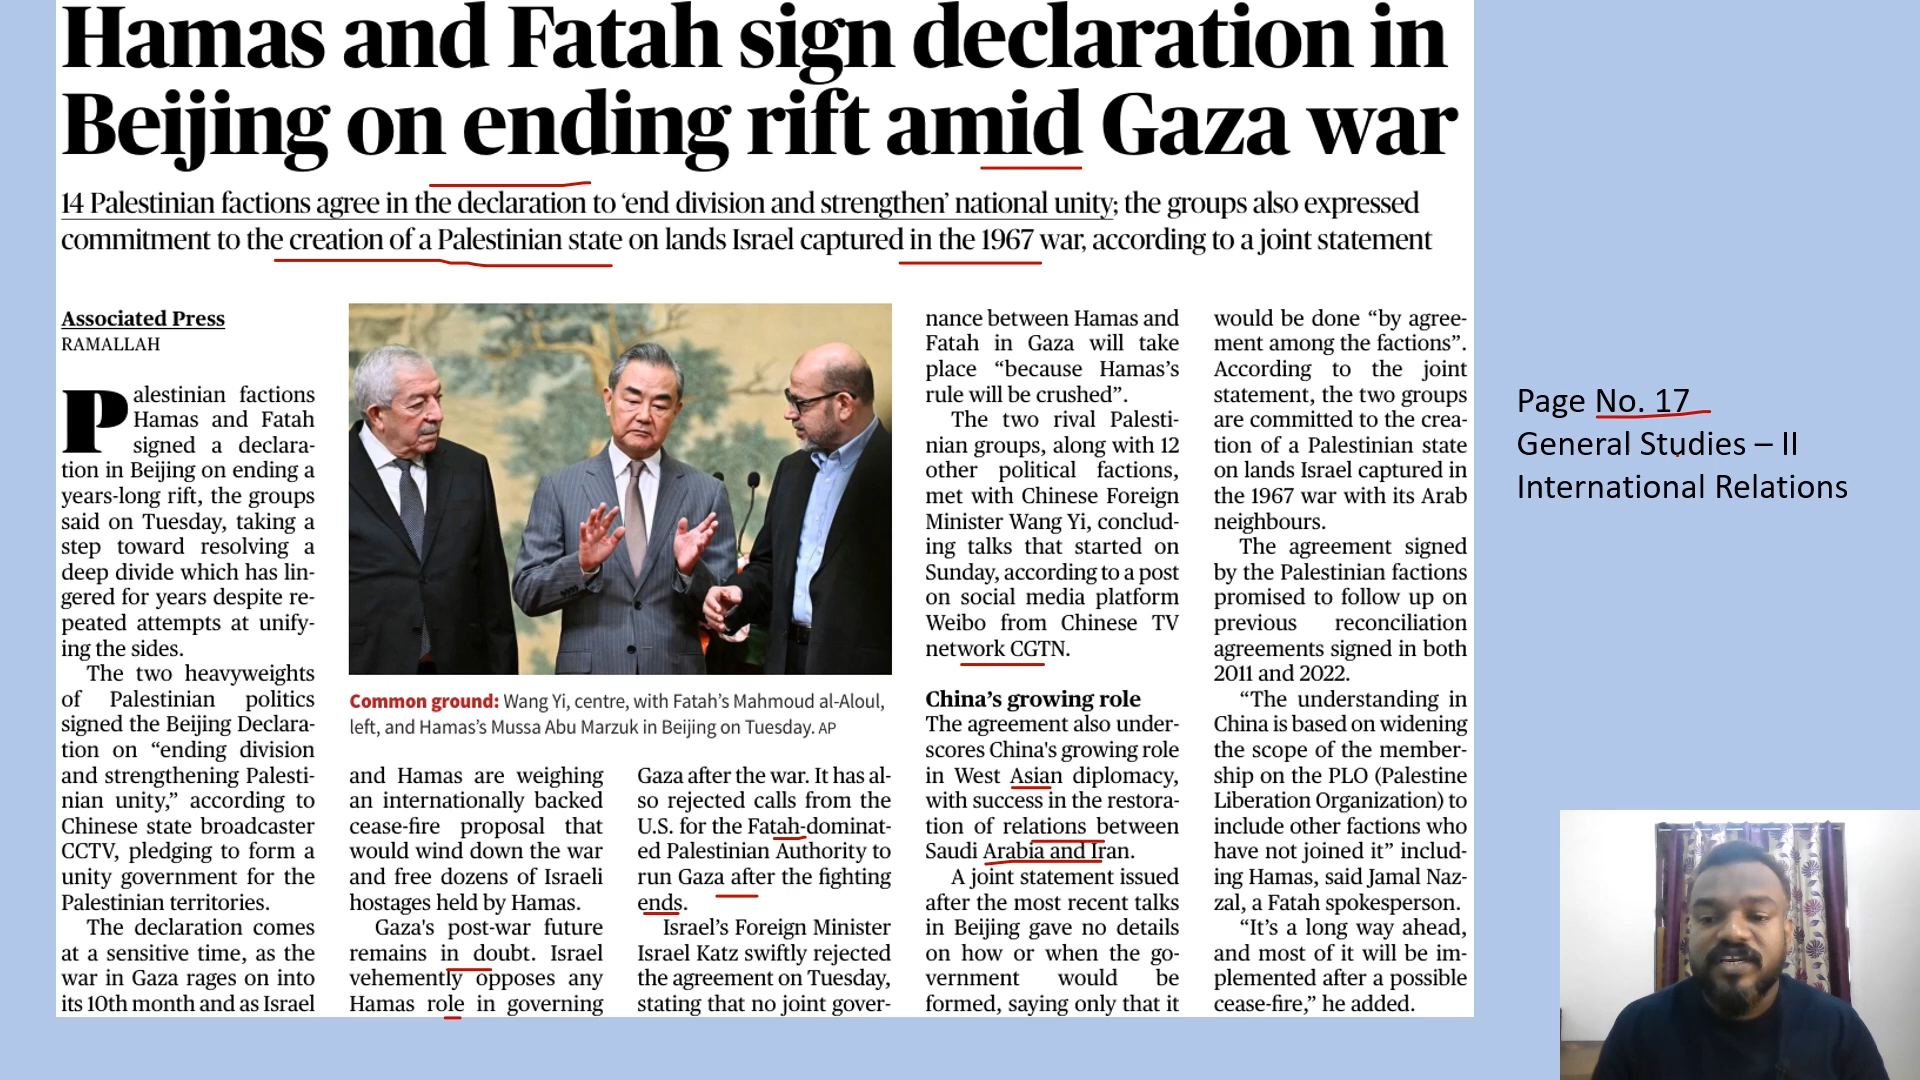 Hamas and Fatah sign declaration in
Beijing on ending rift amid Gaza war
14 Palestinian factions agree in the declaration to ‘end division and strengthen’ national unity; the groups also expressed
commitment to the creation of a Palestinian state on lands Israel captured in the 1967 war, according to a joint statement
Associated Press
RAMALLAH
Palestinian factions
Hamas and Fatah
signed a declara-
tion in Beijing on ending a
years-long rift, the groups
said on Tuesday, taking a
step toward resolving a
deep divide which has lin-
gered for years despite re-
peated attempts at unify-
ing the sides.
The two heavyweights
of Palestinian politics
signed the Beijing Declara-
tion on “ending division
and strengthening Palesti-
nian unity,” according to
Chinese state broadcaster
CCTV, pledging to form a
unity government for the
Palestinian territories.
The declaration comes
at a sensitive time, as the
war in Gaza rages on into
its 10th month and as Israel
Common ground: Wang Yi, centre, with Fatah’s Mahmoud al-Aloul,
left, and Hamas’s Mussa Abu Marzuk in Beijing on Tuesday. AP
and Hamas are weighing
an internationally backed
cease-fire proposal that
would wind down the war
and free dozens of Israeli
hostages held by Hamas.
Gaza's post-war future
remains in doubt. Israel
vehemently opposes any
Hamas role in governing
Gaza after the war. It has al-
so rejected calls from the
U.S. for the Fatah-dominat-
ed Palestinian Authority to
run Gaza after the fighting
ends.
Israel’s Foreign Minister
Israel Katz swiftly rejected
the agreement on Tuesday,
stating that no joint gover-
nance between Hamas and
Fatah in Gaza will take
place “because Hamas’s
rule will be crushed”.
The two rival Palesti-
nian groups, along with 12
other political factions,
met with Chinese Foreign
Minister Wang Yi, conclud-
ing talks that started on
Sunday, according to a post
on social media platform
Weibo from Chinese TV
network CGTN.
China’s growing role
The agreement also under-
scores China's growing role
in West Asian diplomacy,
with success in the restora-
tion of relations between
Saudi Arabia and Iran.
A joint statement issued
after the most recent talks
in Beijing gave no details
on how or when the go-
vernment would be
formed, saying only that it
would be done “by agree-
ment among the factions”.
According to the joint
statement, the two groups
are committed to the crea-
tion of a Palestinian state
on lands Israel captured in
the 1967 war with its Arab
neighbours.
The agreement signed
by the Palestinian factions
promised to follow up on
previous reconciliation
agreements signed in both
2011 and 2022.
“The understanding in
China is based on widening
the scope of the member-
ship on the PLO (Palestine
Liberation Organization) to
include other factions who
have not joined it” includ-
ing Hamas, said Jamal Naz-
zal, a Fatah spokesperson.
“It’s a long way ahead,
and most of it will be im-
plemented after a possible
cease-fire,” he added.
Page No. 17
General Studies – II
International Relations